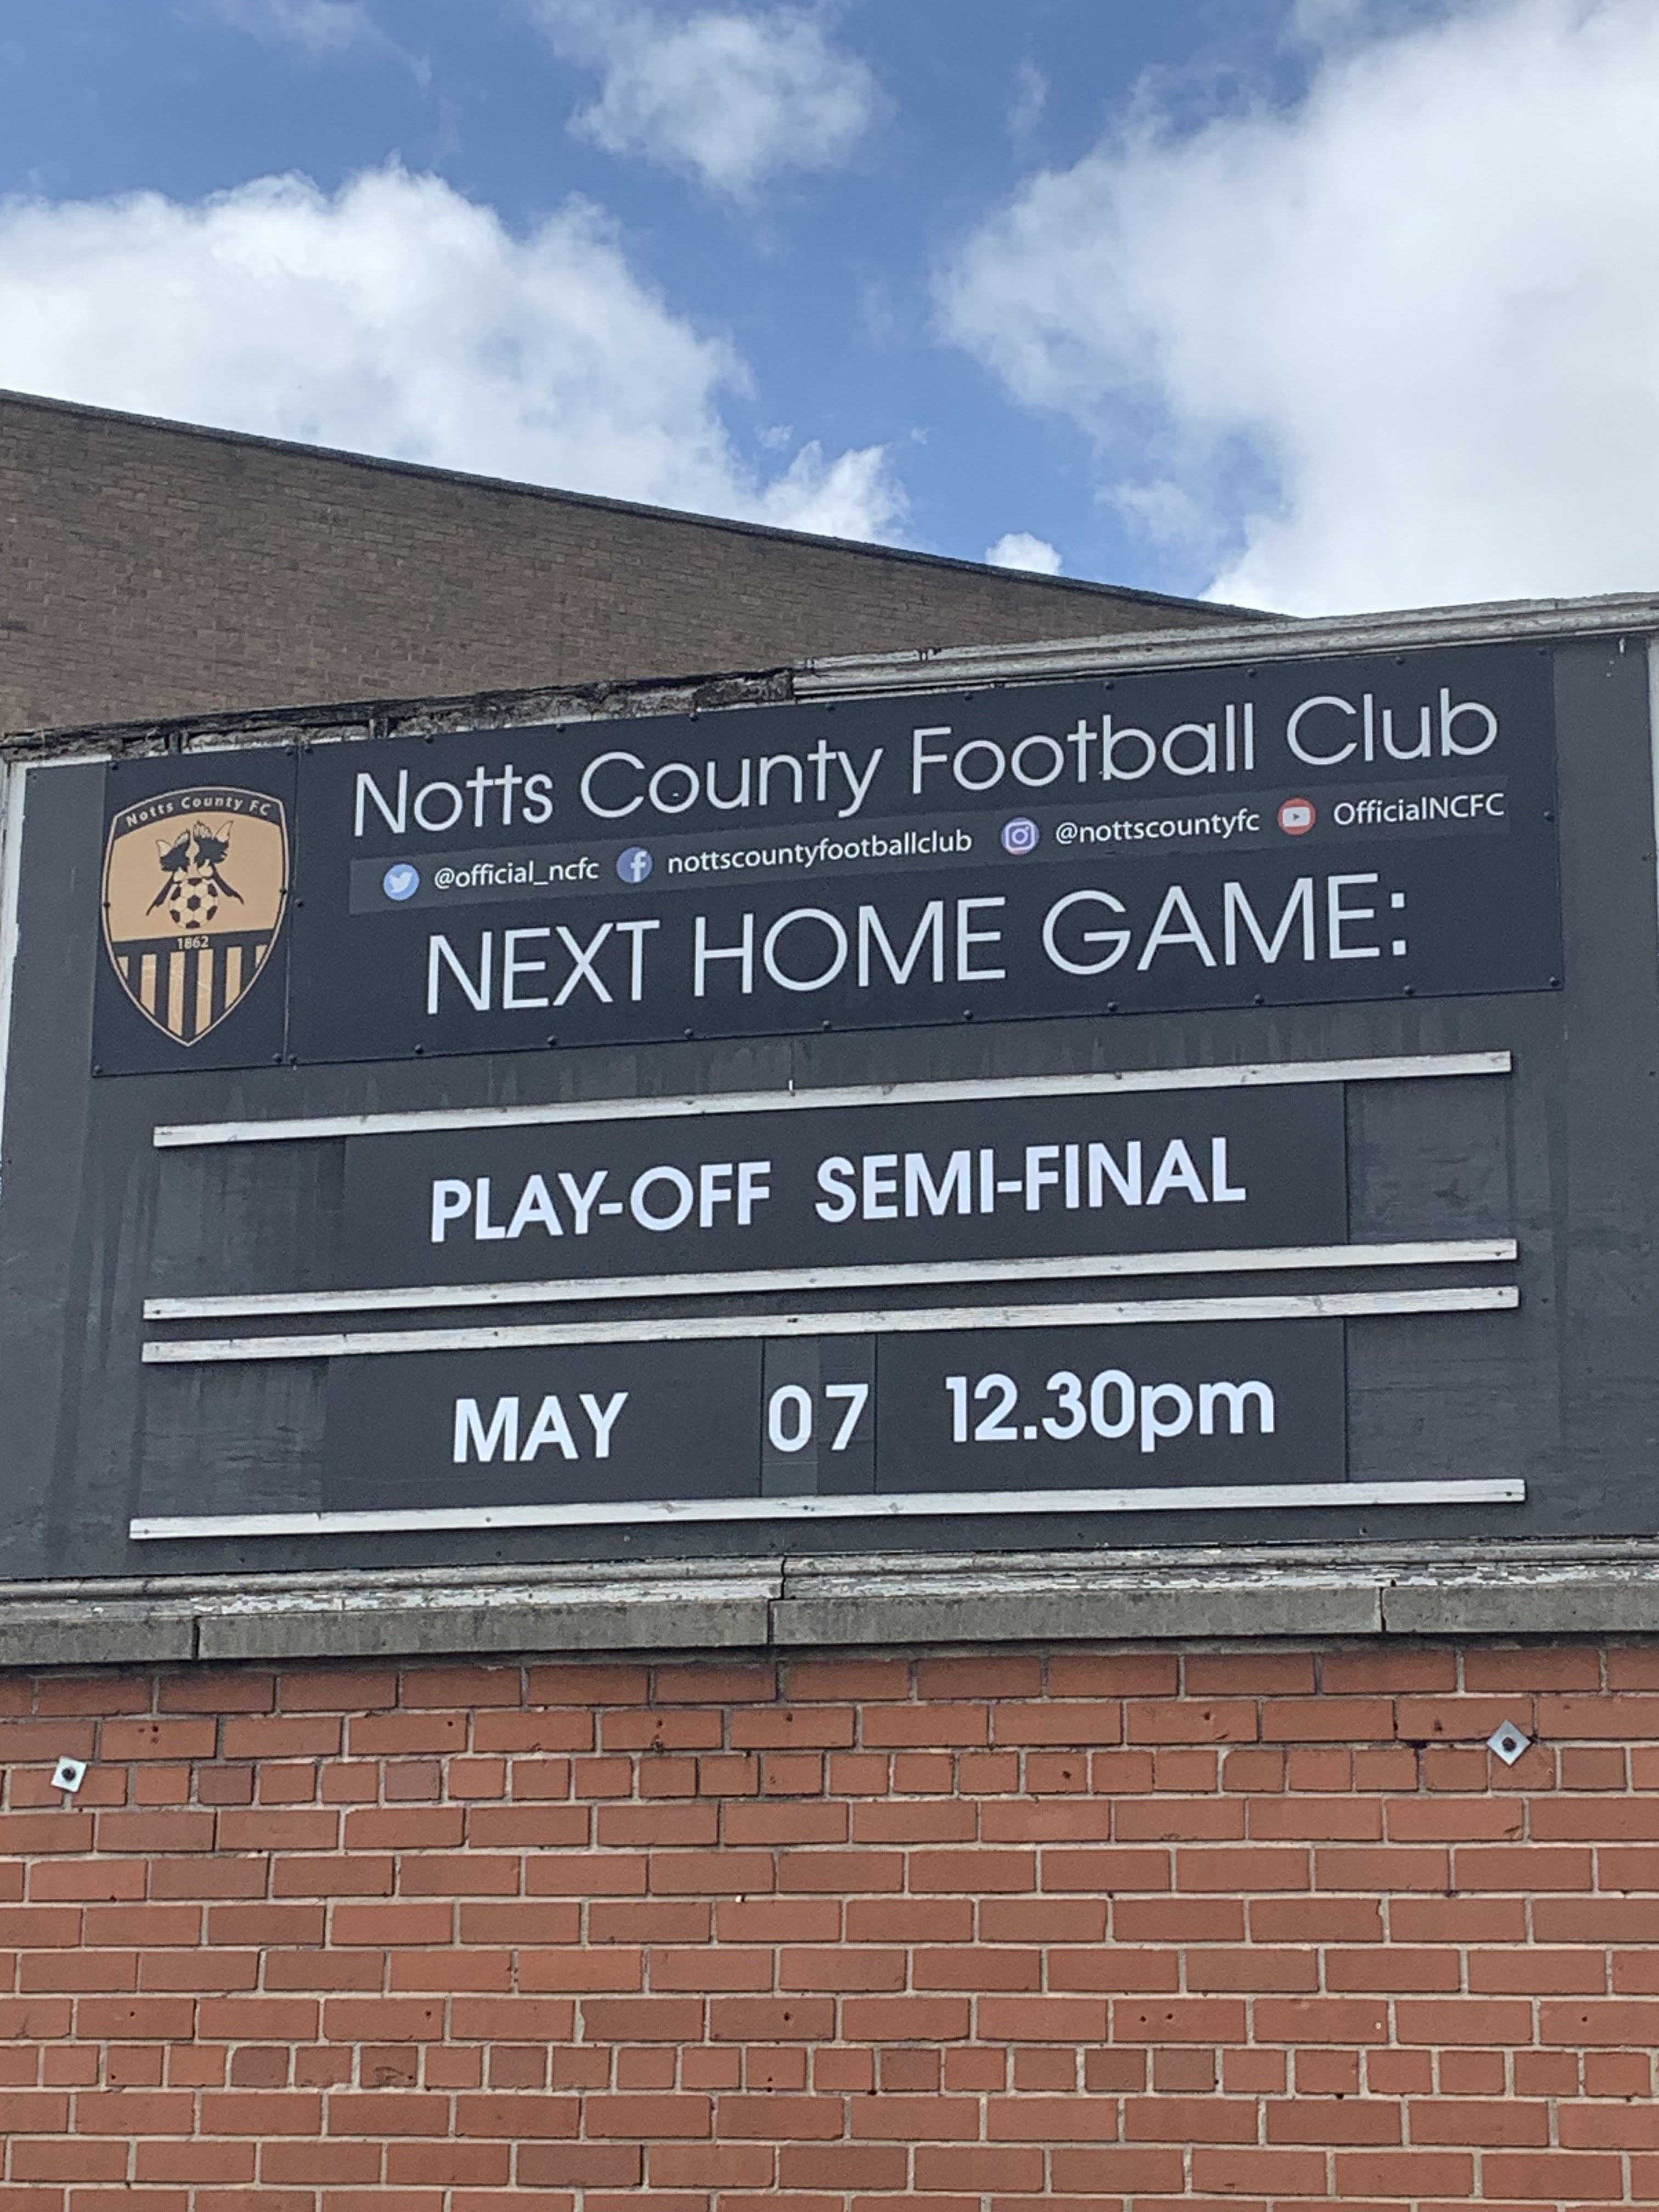 Notts County Football Club
@official_ncfc nottscountyfootballclub @nottscountyfc OfficialNCFC
Notts County FC
1862
NEXT HOME GAME:
PLAY-OFF SEMI-FINAL
MAY 07 12.30pm